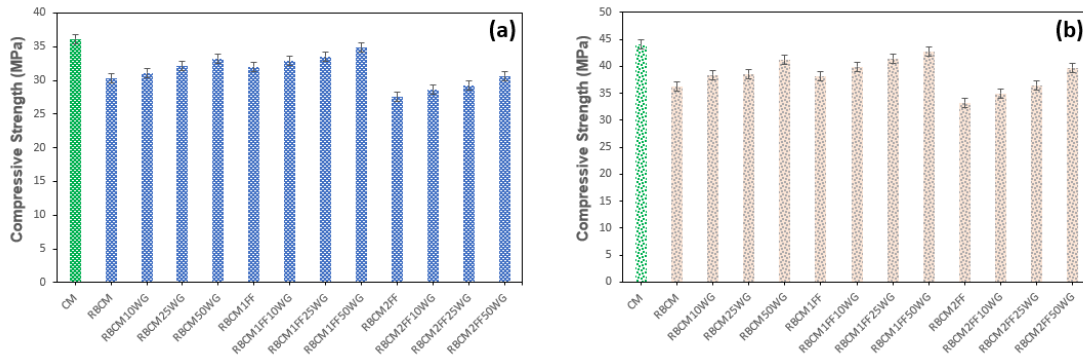 (a)
Compressive Strength (MPa)
40
35
30
25
20
15
10
5
0
CM
RBCM
RBCM10WG
RBCM25WG
RBCM50WG
RBCM1FF
RBCM1FF10WG
RBCM1FF25WG
RBCM1FF50WG
RBCM2FF
RBCM2FF10WG
RBCM2FF25WG
RBCM2FF50WG
(b)
Compressive Strength (MPa)
50
45
40
35
30
25
20
15
10
5
0
CM
RBCM
RBCM10WG
RBCM25WG
RBCM50WG
RBCM1FF
RBCM1FF10WG
RBCM1FF25WG
RBCM1FF50WG
RBCM2FF
RBCM2FF10WG
RBCM2FF25WG
RBCM2FF50WG